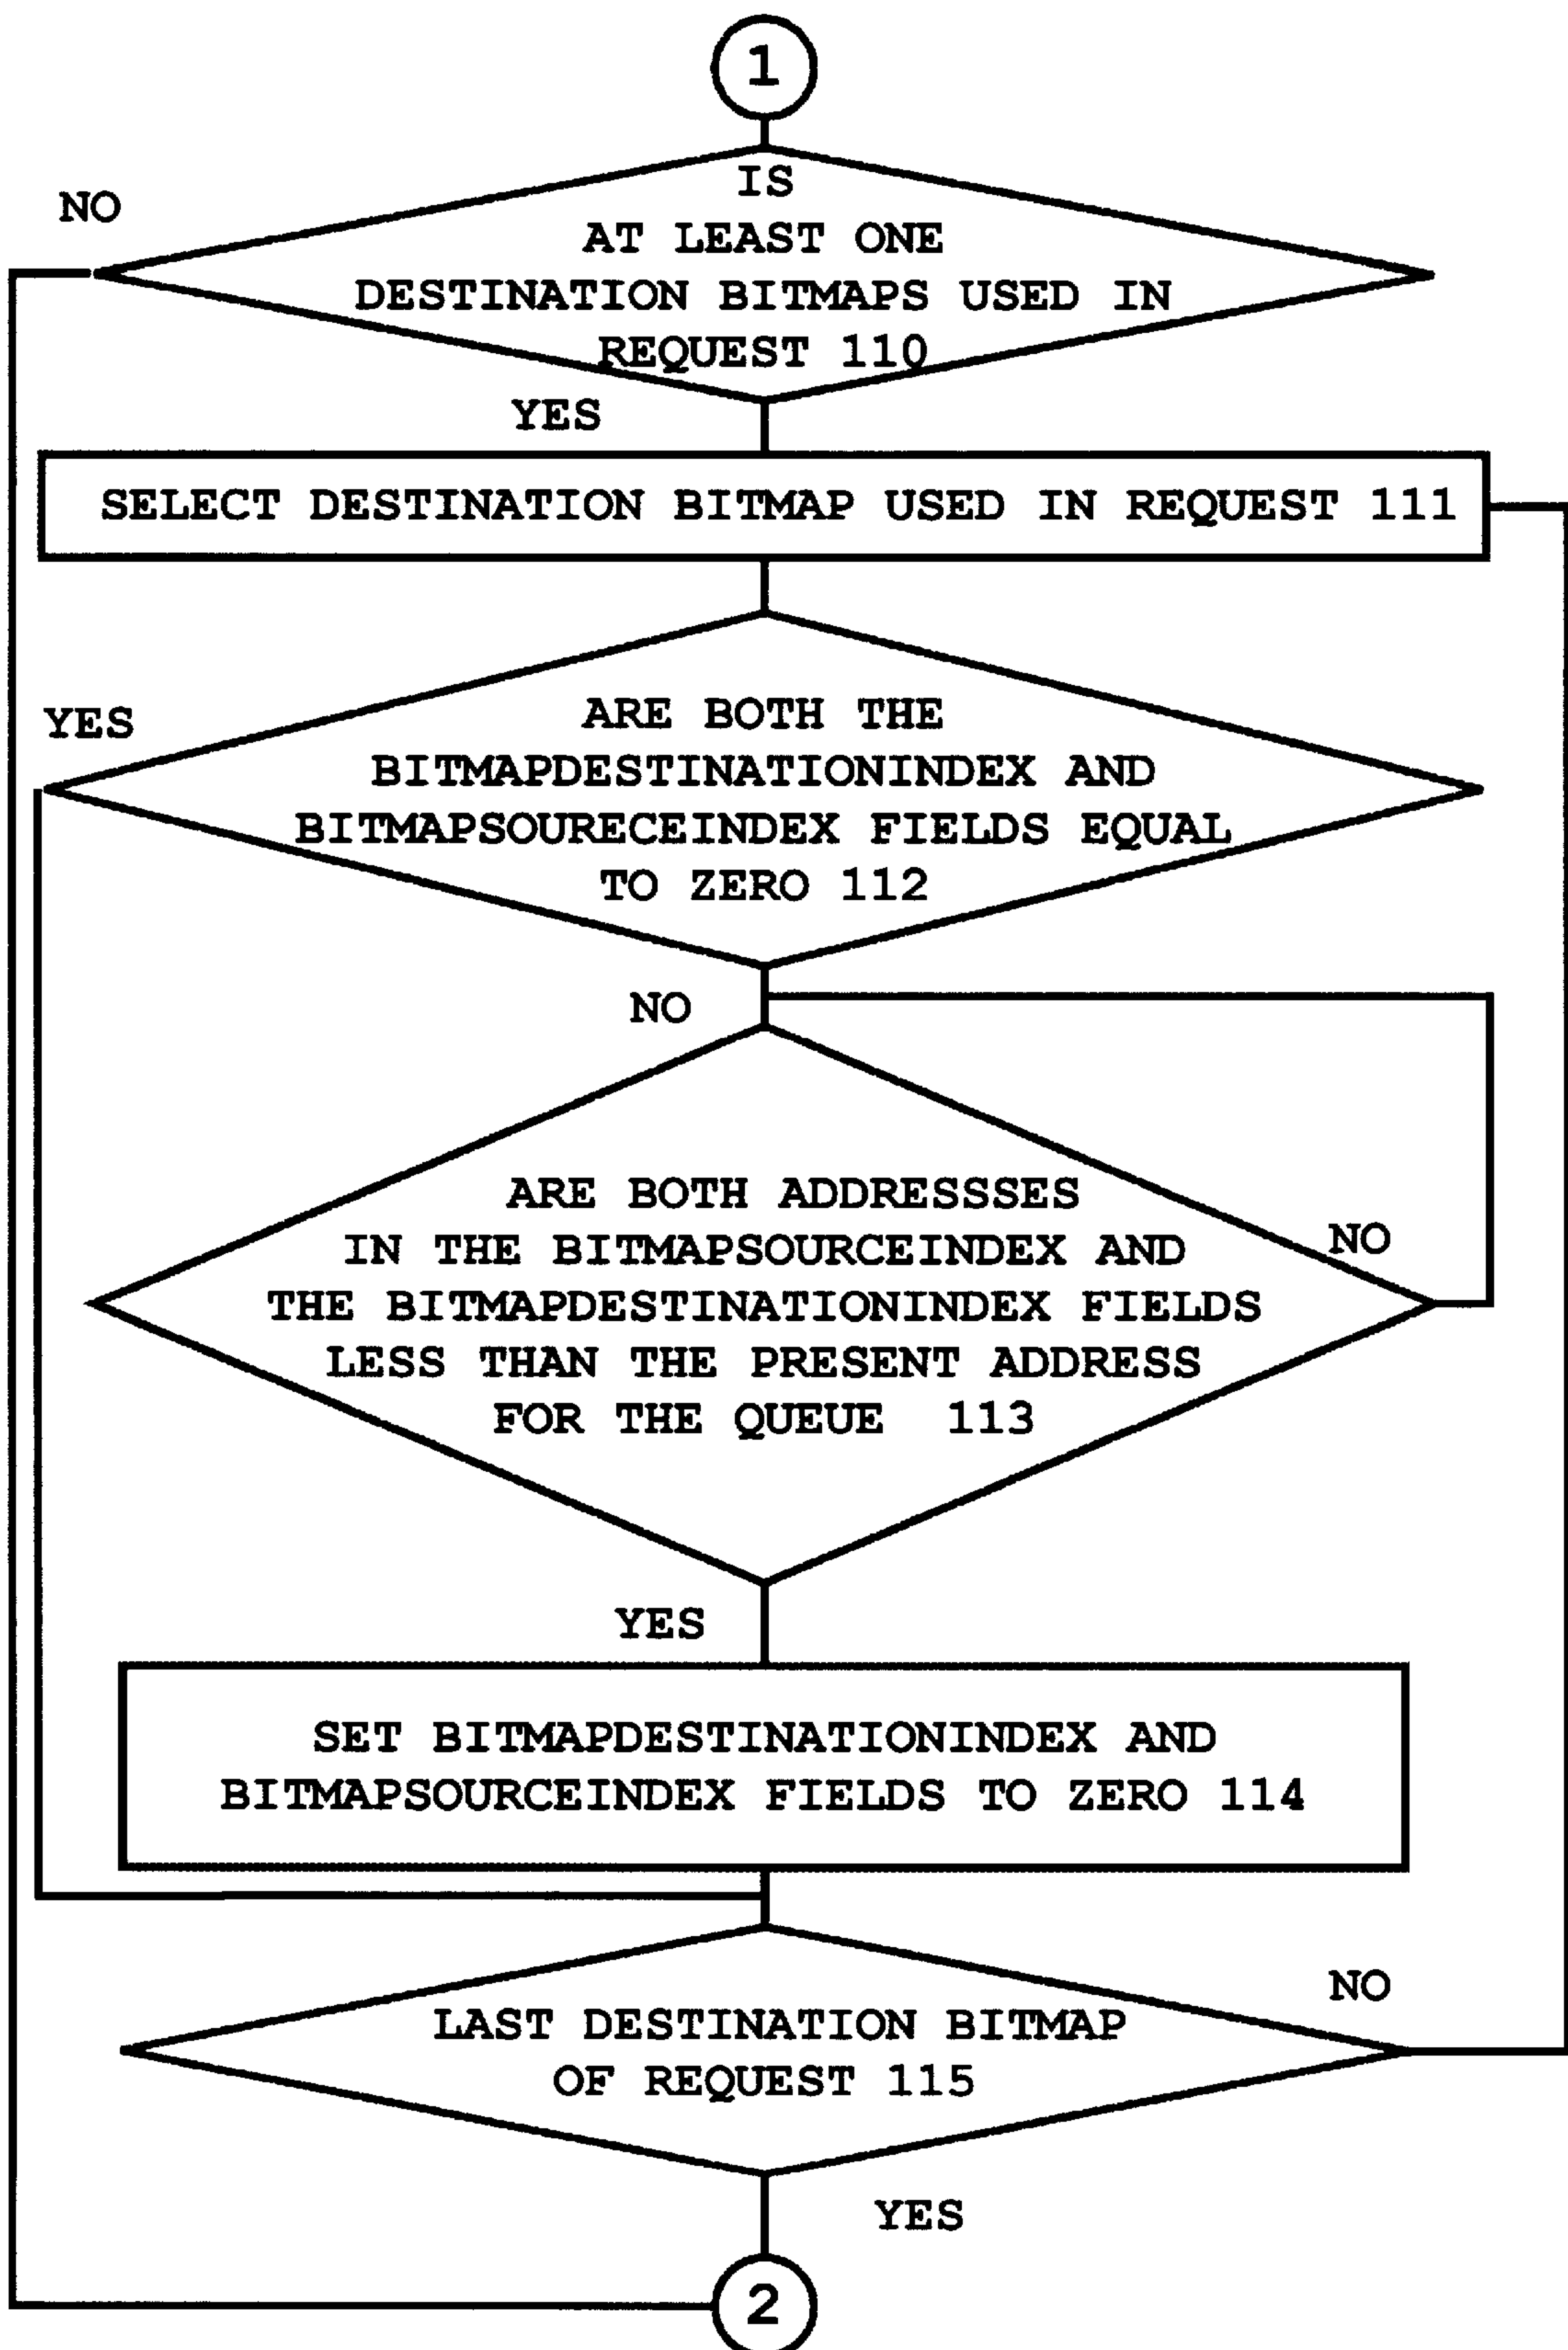 1
IS
NO
AT LEAST ONE
DESTINATION BITMAPS USED IN
REQUEST 110
YES
SELECT DESTINATION BITMAP USED IN REQUEST 111
YES
ARE BOTH THE
BITMAPDESTINATIONINDEX AND
BITMAPSOURECEINDEX FIELDS EQUAL
TO ZERO 112
NO
ARE BOTH ADDRESSSES
NO
IN THE BITMAPSOURCEINDEX AND
THE BITMAPDESTINATIONINDEX FIELDS
LESS THAN THE PRESENT ADDRESS
FOR THE QUEUE 113
YES
SET BITMAPDESTINATIONINDEX AND
BITMAPSOURCEINDEX FIELDS TO ZERO 114
NO
LAST DESTINATION BITMAP
OF REQUEST 115
YES
2